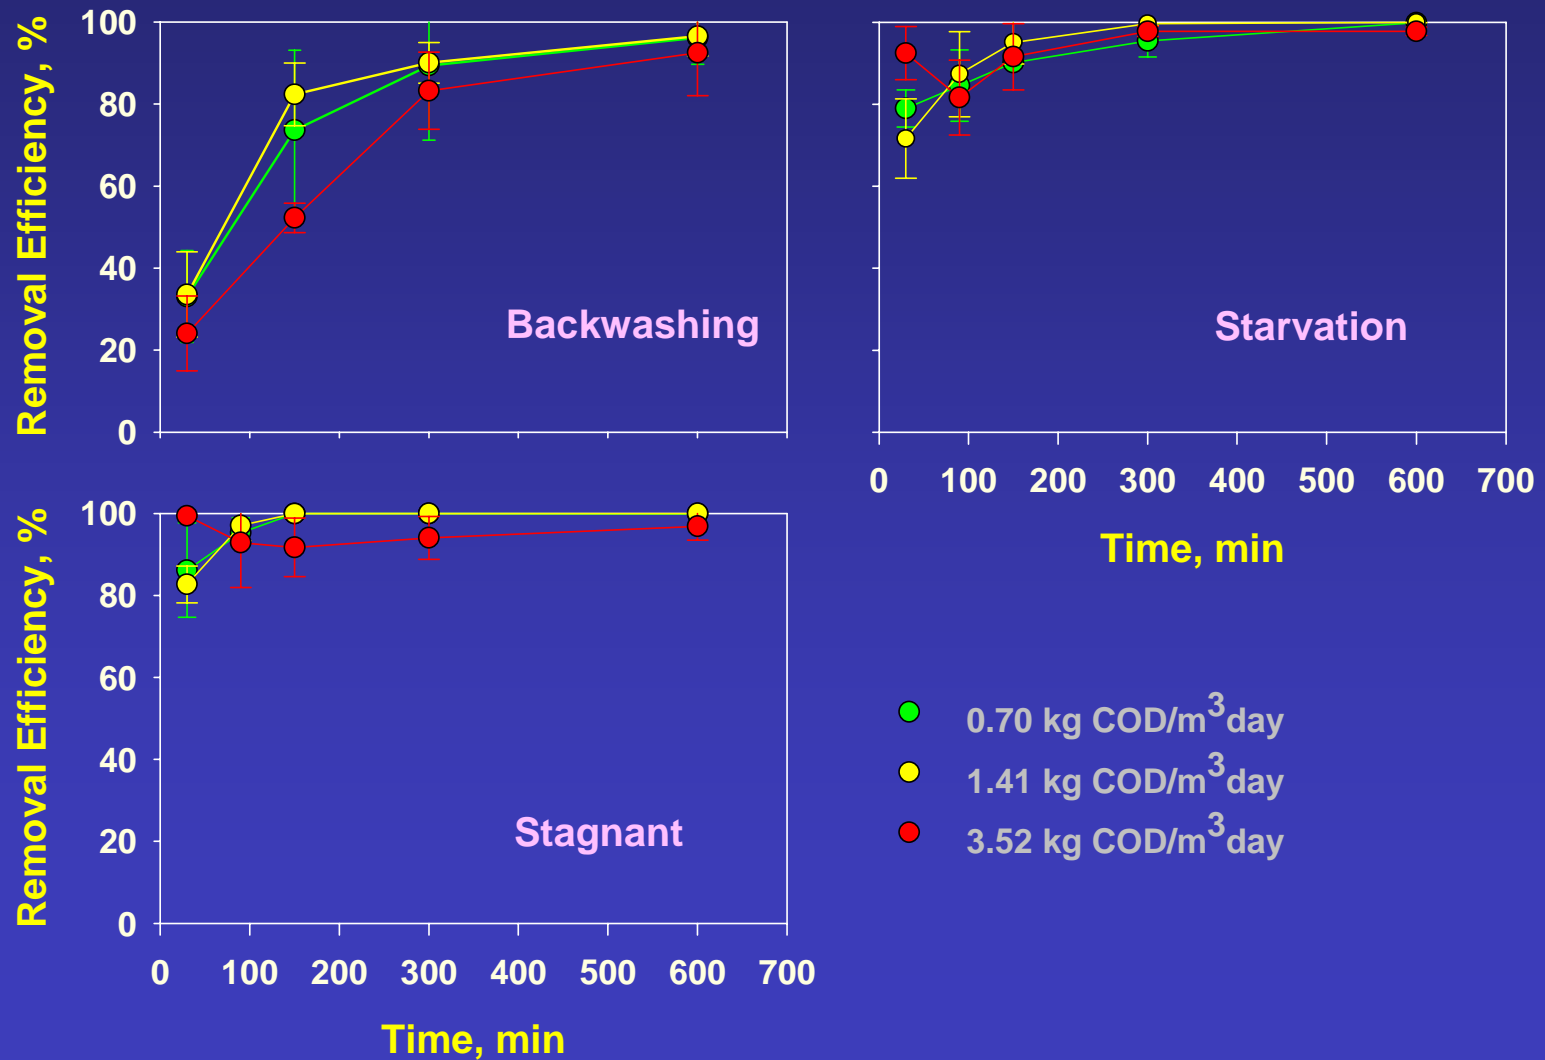 Removal Efficiency, %
100
80
60
40
20
0
Backwashing
Starvation
0 100 200 300 400 500 600 700
Time, min
Removal Efficiency, %
100
80
60
40
20
0
Stagnant
0 100 200 300 400 500 600 700
Time, min
0.70 kg COD/m³day
1.41 kg COD/m³day
3.52 kg COD/m³day